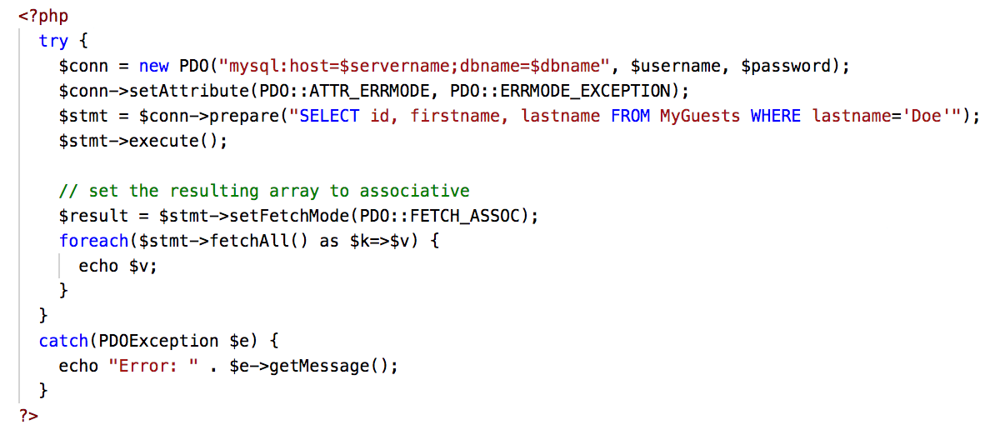 <?php
try {
$conn = new PDO("mysql:host=$servername;dbname=$dbname", $username, $password);
$conn->setAttribute(PDO::ATTR_ERRMODE, PDO::ERRMODE_EXCEPTION);
$stmt = $conn->prepare("SELECT id, firstname, lastname FROM MyGuests WHERE lastname='Doe'");
$stmt->execute();
// set the resulting array to associative
$result = $stmt->setFetchMode(PDO::FETCH_ASSOC);
foreach($stmt->fetchAll() as $k=>$v) {
echo $v;
}
}
catch(PDOException $e) {
echo "Error: " . $e->getMessage();
}
?>